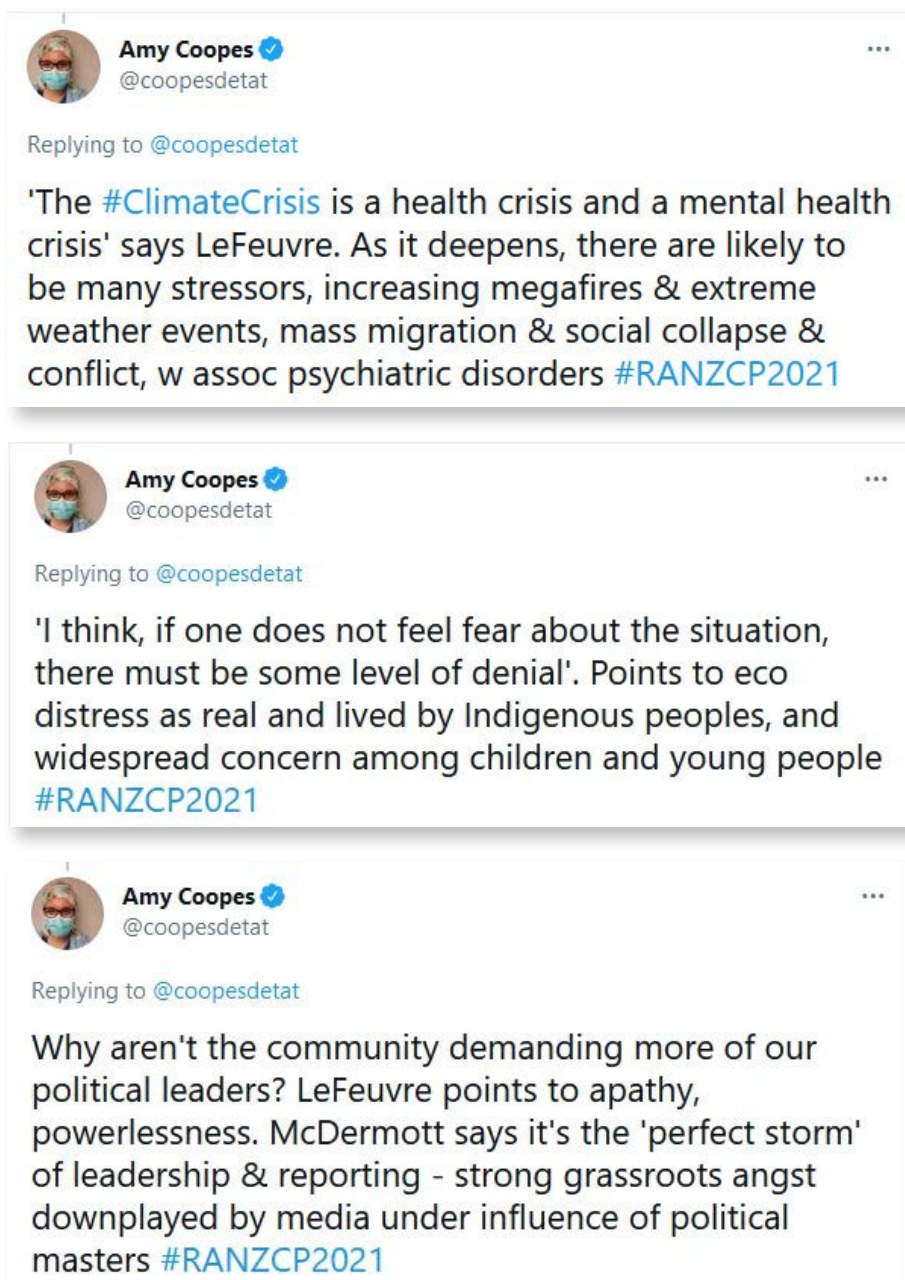 Amy Coopes
@coopesdetat
Replying to @coopesdetat
'The #ClimateCrisis is a health crisis and a mental health
crisis' says LeFeuvre. As it deepens, there are likely to
be many stressors, increasing megafires & extreme
weather events, mass migration & social collapse &
conflict, w assoc psychiatric disorders #RANZCP2021
Amy Coopes
@coopesdetat
Replying to @coopesdetat
'I think, if one does not feel fear about the situation,
there must be some level of denial'. Points to eco
distress as real and lived by Indigenous peoples, and
widespread concern among children and young people
#RANZCP2021
Amy Coopes
@coopesdetat
Replying to @coopesdetat
Why aren't the community demanding more of our
political leaders? LeFeuvre points to apathy,
powerlessness. McDermott says it's the 'perfect storm'
of leadership & reporting - strong grassroots angst
downplayed by media under influence of political
masters #RANZCP2021